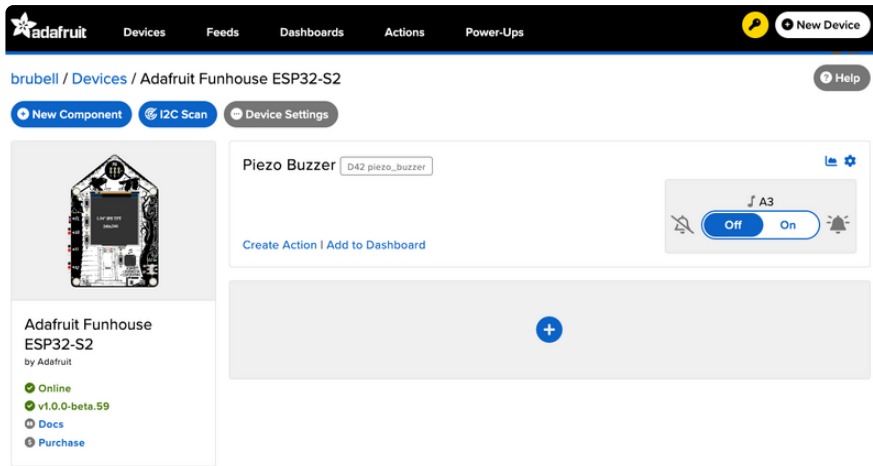 adafruit Devices Feeds Dashboards Actions Power-Ups New Device
brubell / Devices / Adafruit Funhouse ESP32-S2 Help
New Component I2C Scan Device Settings
Piezo Buzzer D42 piezo_buzzer
A3
Off On
Create Action | Add to Dashboard
Adafruit Funhouse
ESP32-S2
by Adafruit
Online
v1.0.0-beta.59
Docs
Purchase